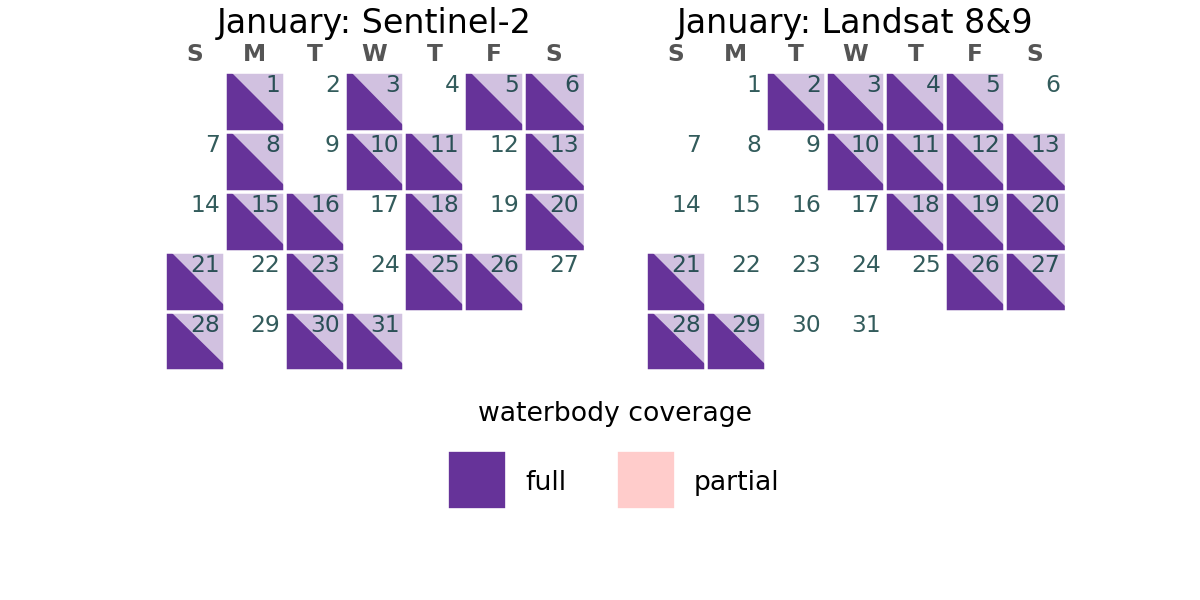 January: Sentinel-2
S M T W T F S
1 2 3 4 5 6
7 8 9 10 11 12 13
14 15 16 17 18 19 20
21 22 23 24 25 26 27
28 29 30 31
January: Landsat 8&9
S M T W T F S
1 2 3 4 5 6
7 8 9 10 11 12 13
14 15 16 17 18 19 20
21 22 23 24 25 26 27
28 29 30 31
waterbody coverage
full
partial